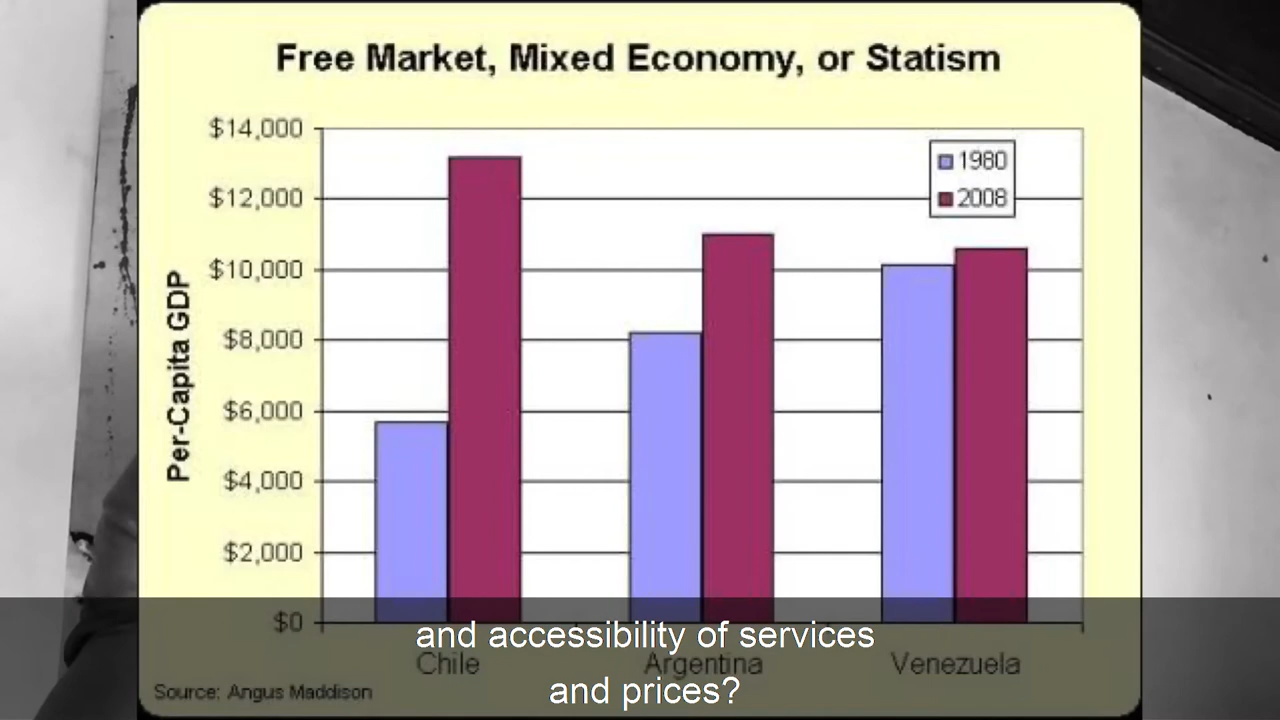 Free Market, Mixed Economy, or Statism
$14,000
$12,000
$10,000
$8,000
$6,000
$4,000
$2,000
$0
Per-Capita GDP
1980
2008
Chile
Argentina
Venezuela
Source: Angus Maddison
and accessibility of services
and prices?